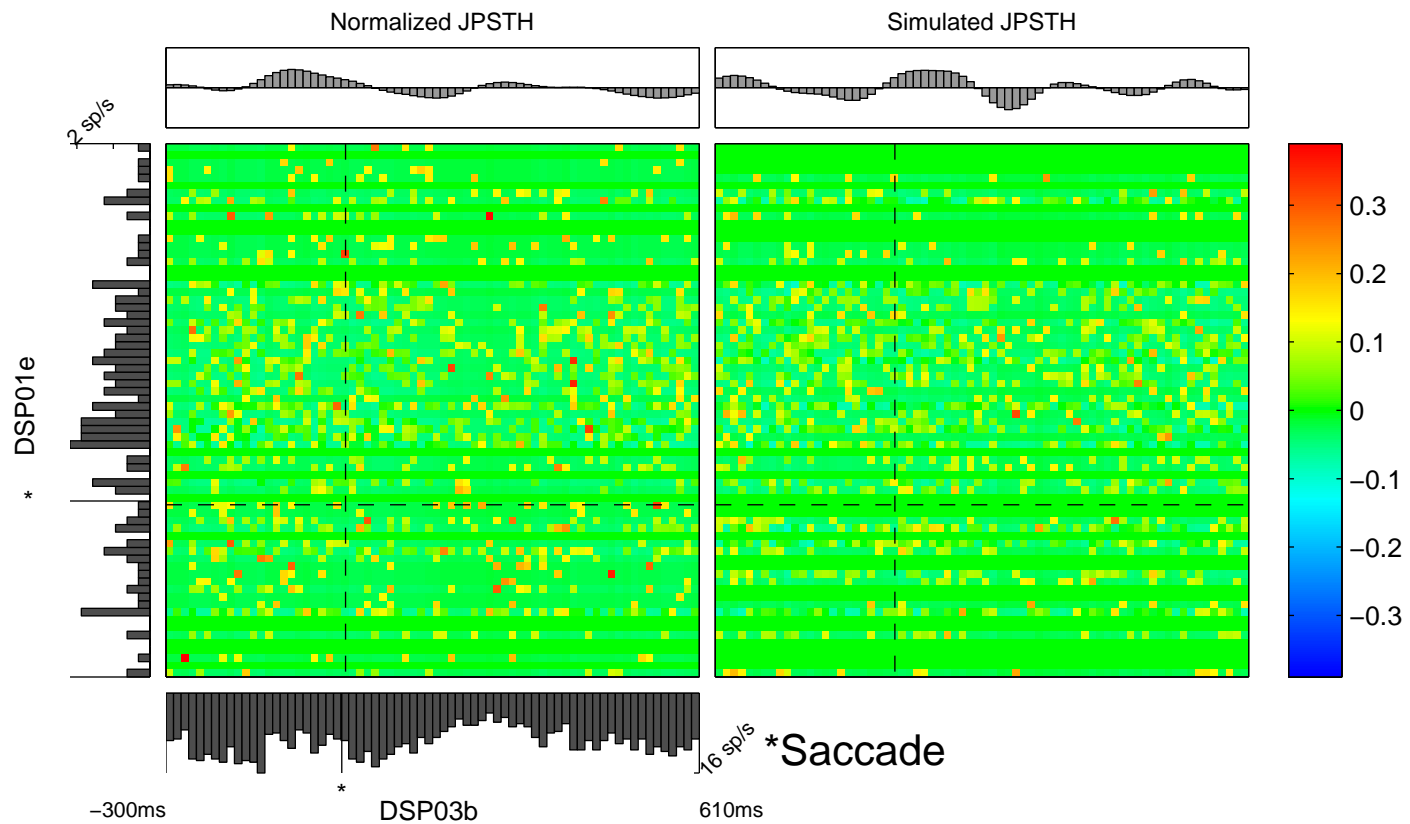 Normalized JPSTH
Simulated JPSTH
2 sp/s
DSP01e
*
0.3
0.2
0.1
0
−0.1
−0.2
−0.3
16 sp/s
*Saccade
*
−300ms
DSP03b
610ms